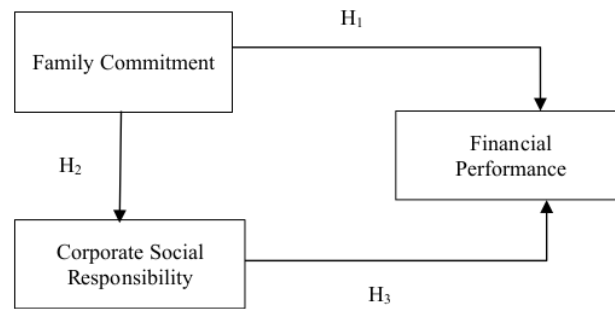 H₁
Family Commitment
Financial
Performance
H₂
Corporate Social
Responsibility
H₃